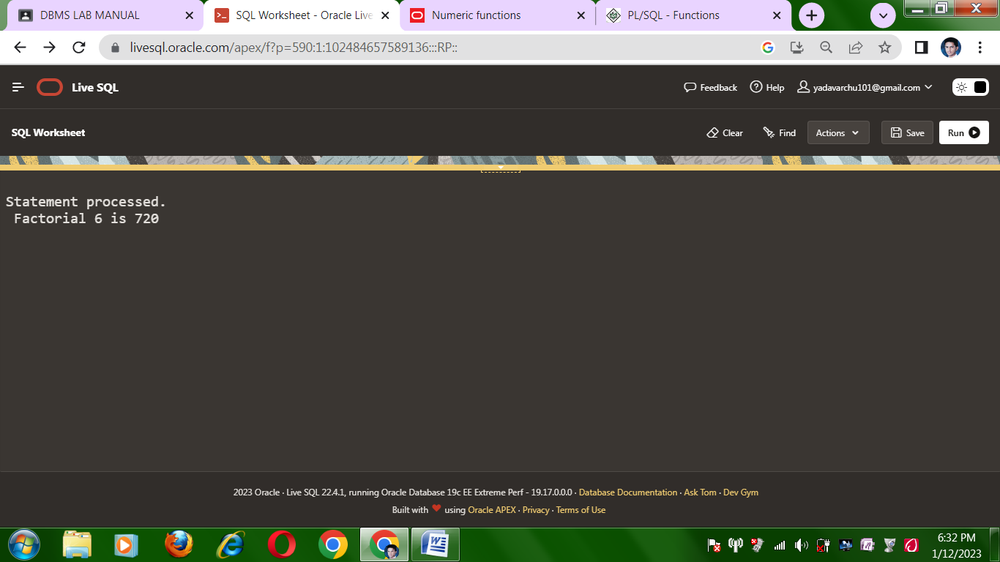 DBMS LAB MANUAL
SQL Worksheet - Oracle Live
Numeric functions
PL/SQL - Functions
livesql.oracle.com/apex/f?p=590:1:102484657589136:::RP::
Live SQL
Feedback
Help
yadavarchu101@gmail.com
SQL Worksheet
Clear
Find
Actions
Save
Run
Statement processed.
Factorial 6 is 720
2023 Oracle · Live SQL 22.4.1, running Oracle Database 19c EE Extreme Perf - 19.17.0.0.0 · Database Documentation · Ask Tom · Dev Gym
Built with ❤ using Oracle APEX · Privacy · Terms of Use
6:32 PM
1/12/2023